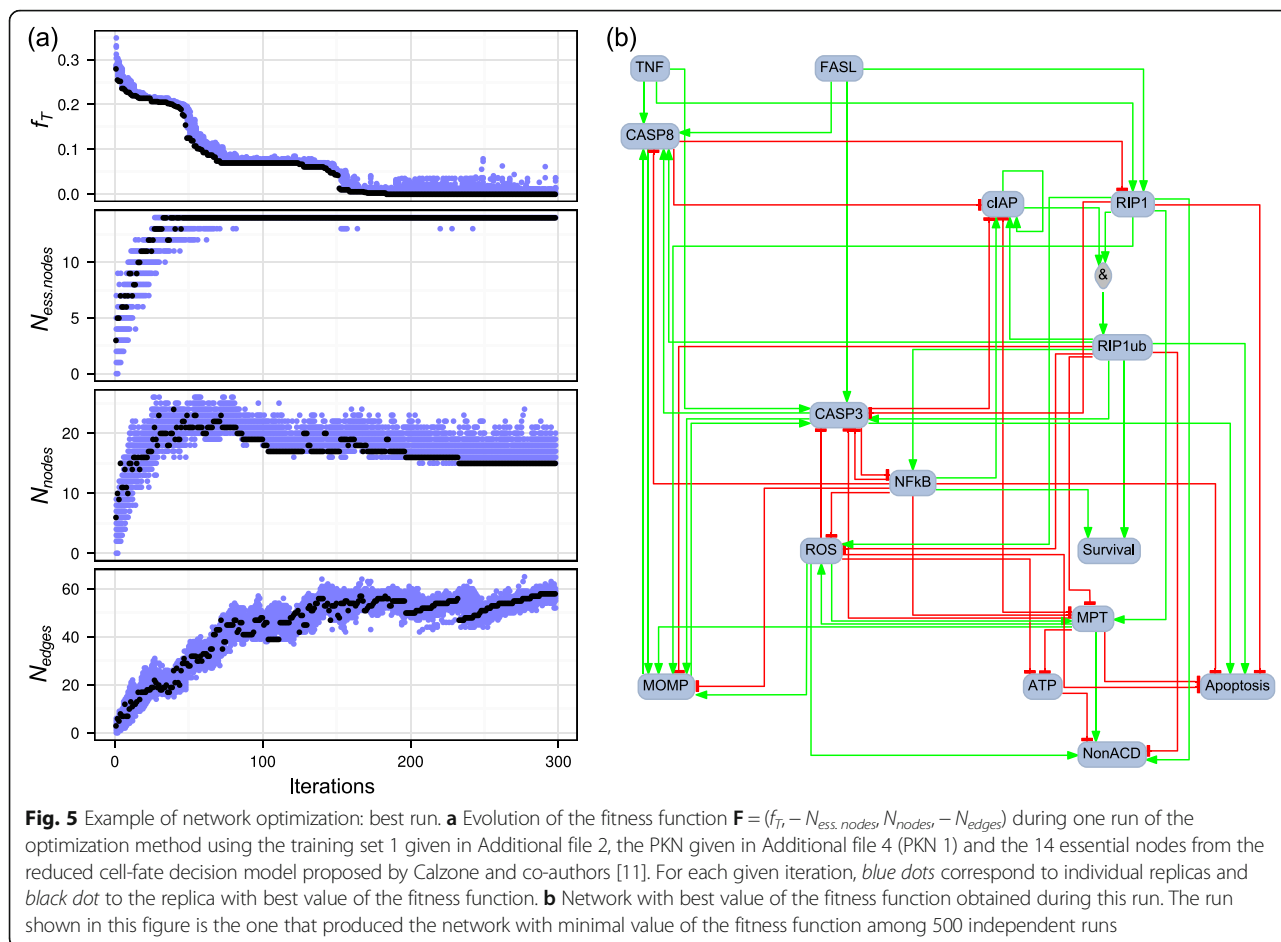 (a)
f_T
0.3
0.2
0.1
0.0
N_ess.nodes
10
5
0
N_nodes
20
10
0
N_edges
60
40
20
0
0 100 200 300
Iterations
(b)
TNF FASL
CASP8
cIAP RIP1
&
RIP1ub
CASP3
NFkB
ROS Survival
MPT
MOMP ATP Apoptosis
NonACD
Fig. 5 Example of network optimization: best run. a Evolution of the fitness function F = (f_T, − N_ess. nodes, N_nodes, − N_edges) during one run of the
optimization method using the training set 1 given in Additional file 2, the PKN given in Additional file 4 (PKN 1) and the 14 essential nodes from the
reduced cell-fate decision model proposed by Calzone and co-authors [11]. For each given iteration, blue dots correspond to individual replicas and
black dot to the replica with best value of the fitness function. b Network with best value of the fitness function obtained during this run. The run
shown in this figure is the one that produced the network with minimal value of the fitness function among 500 independent runs